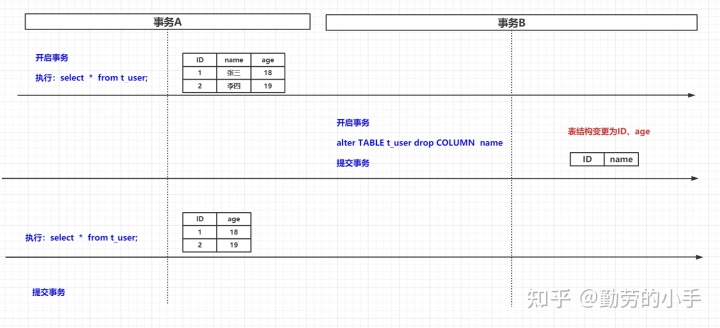 事务A
事务B
开启事务
执行：select * from t user;
ID name age
1 张三 18
2 李四 19
开启事务
alter TABLE t_user drop COLUMN name
提交事务
表结构变更为ID、age
ID name
执行：select * from t_user;
ID age
1 18
2 19
提交事务
知乎 @勤劳的小手